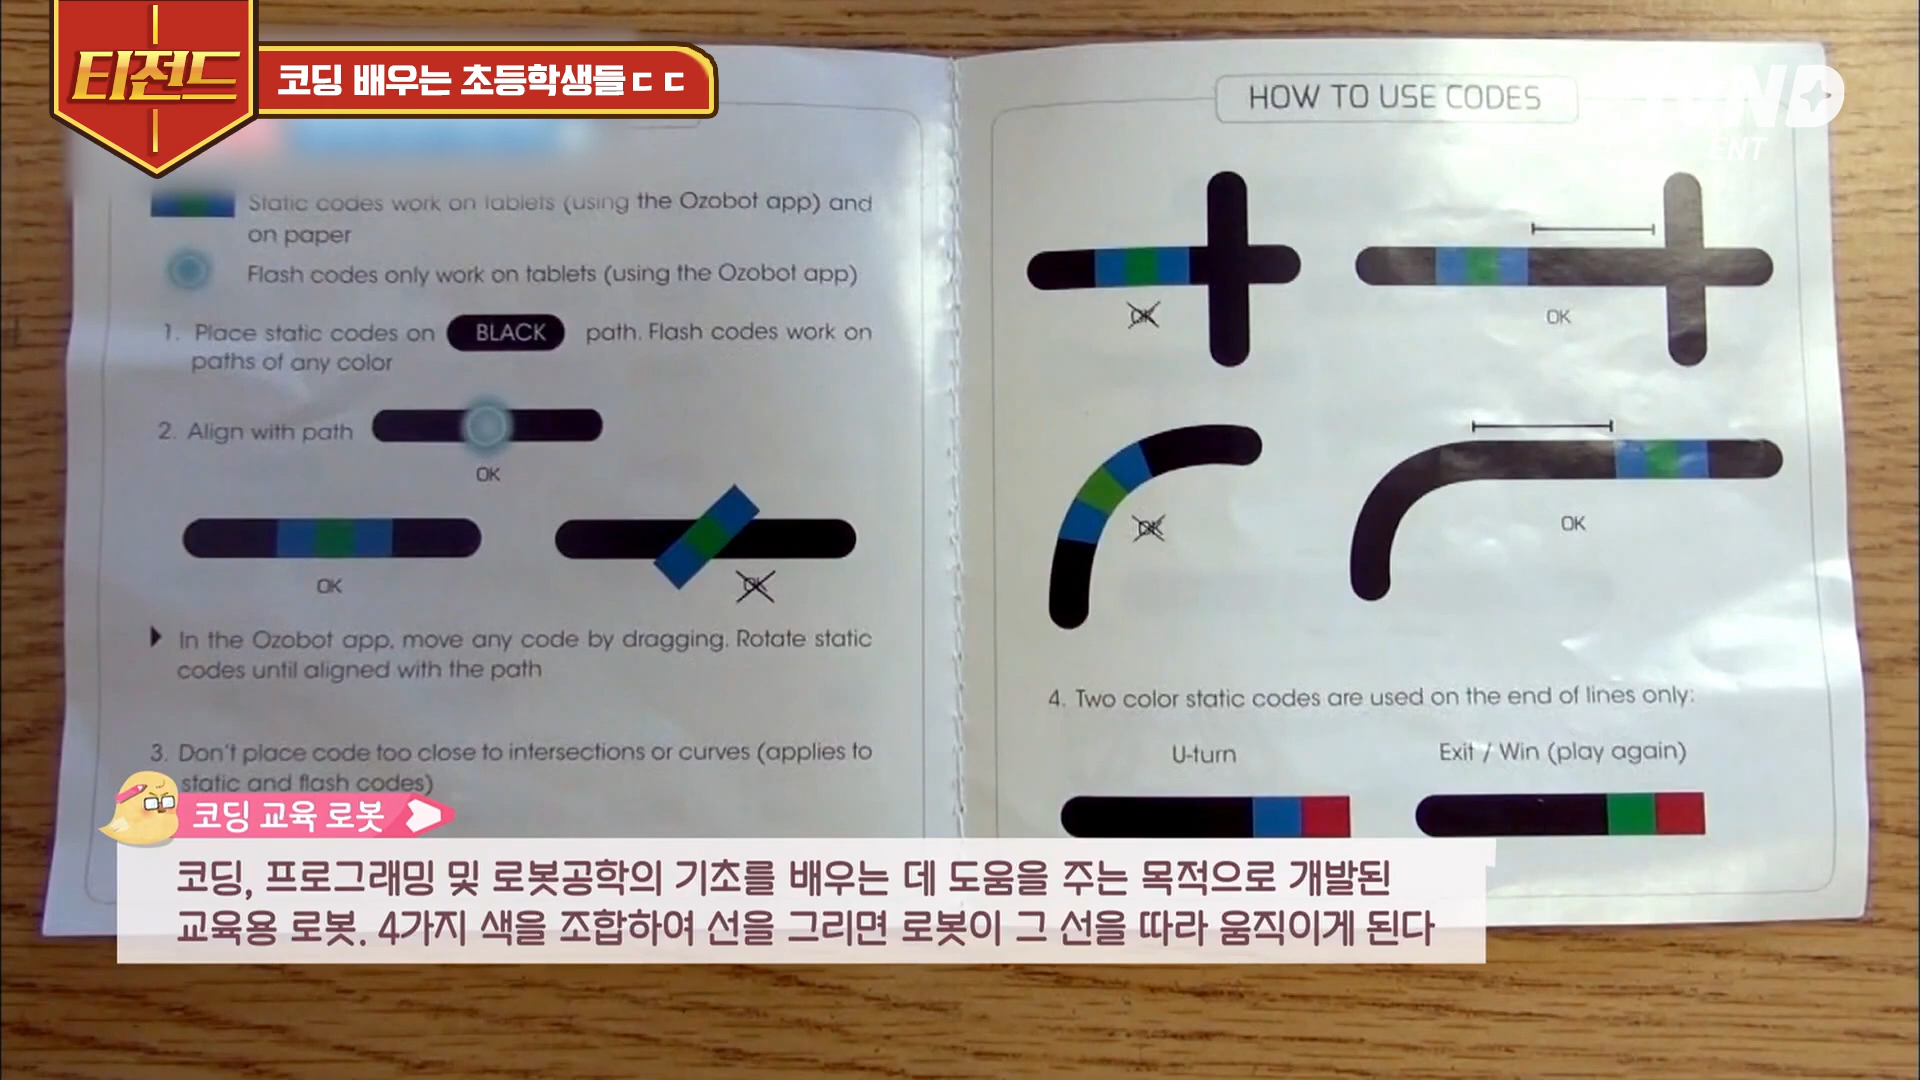 티전드
코딩 배우는 초등학생들ㄷㄷ
ENT
Static codes work on tablets (using the Ozobot app) and
on paper
Flash codes only work on tablets (using the Ozobot app)
1. Place static codes on BLACK path. Flash codes work on
paths of any color
2. Align with path
OK
OK
OK
▶ In the Ozobot app, move any code by dragging. Rotate static
codes until aligned with the path
3. Don't place code too close to intersections or curves (applies to
static and flash codes)
HOW TO USE CODES
OK
OK
OK
OK
4. Two color static codes are used on the end of lines only:
U-turn
Exit / Win (play again)
코딩 교육 로봇
코딩, 프로그래밍 및 로봇공학의 기초를 배우는 데 도움을 주는 목적으로 개발된
교육용 로봇. 4가지 색을 조합하여 선을 그리면 로봇이 그 선을 따라 움직이게 된다